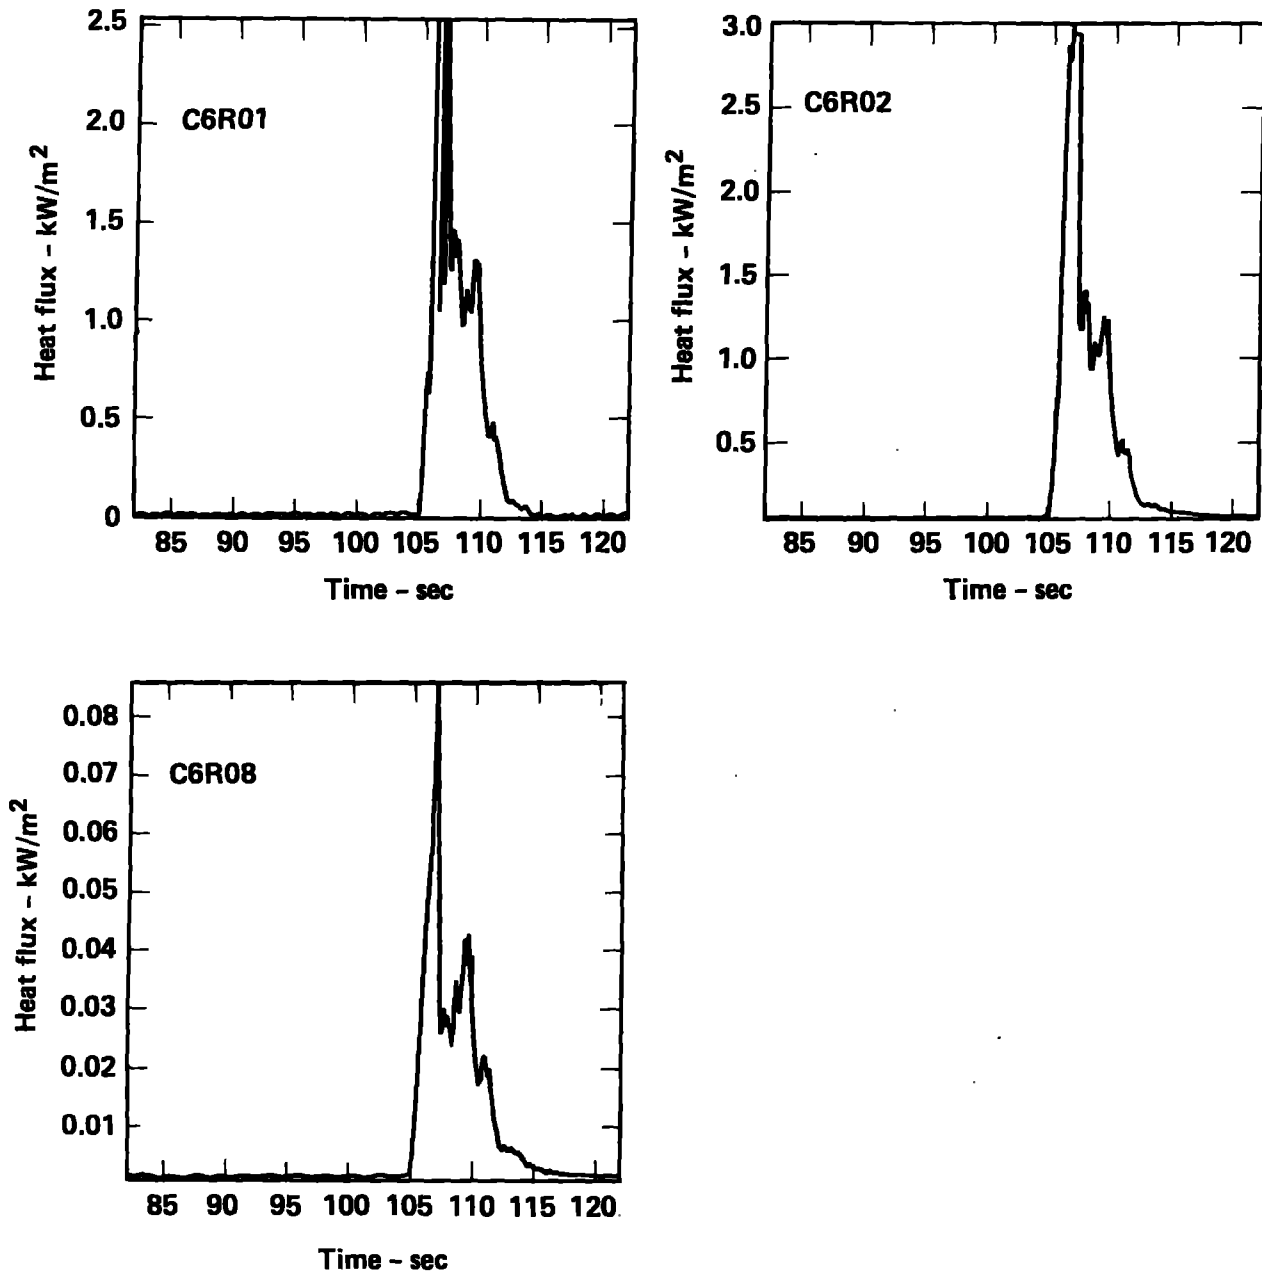 2.5
2.0
1.5
1.0
0.5
0
C6R01
Heat flux – kW/m²
85 90 95 100 105 110 115 120
Time – sec
3.0
2.5
2.0
1.5
1.0
0.5
C6R02
Heat flux – kW/m²
85 90 95 100 105 110 115 120
Time – sec
0.08
0.07
0.06
0.05
0.04
0.03
0.02
0.01
C6R08
Heat flux – kW/m²
85 90 95 100 105 110 115 120
Time – sec